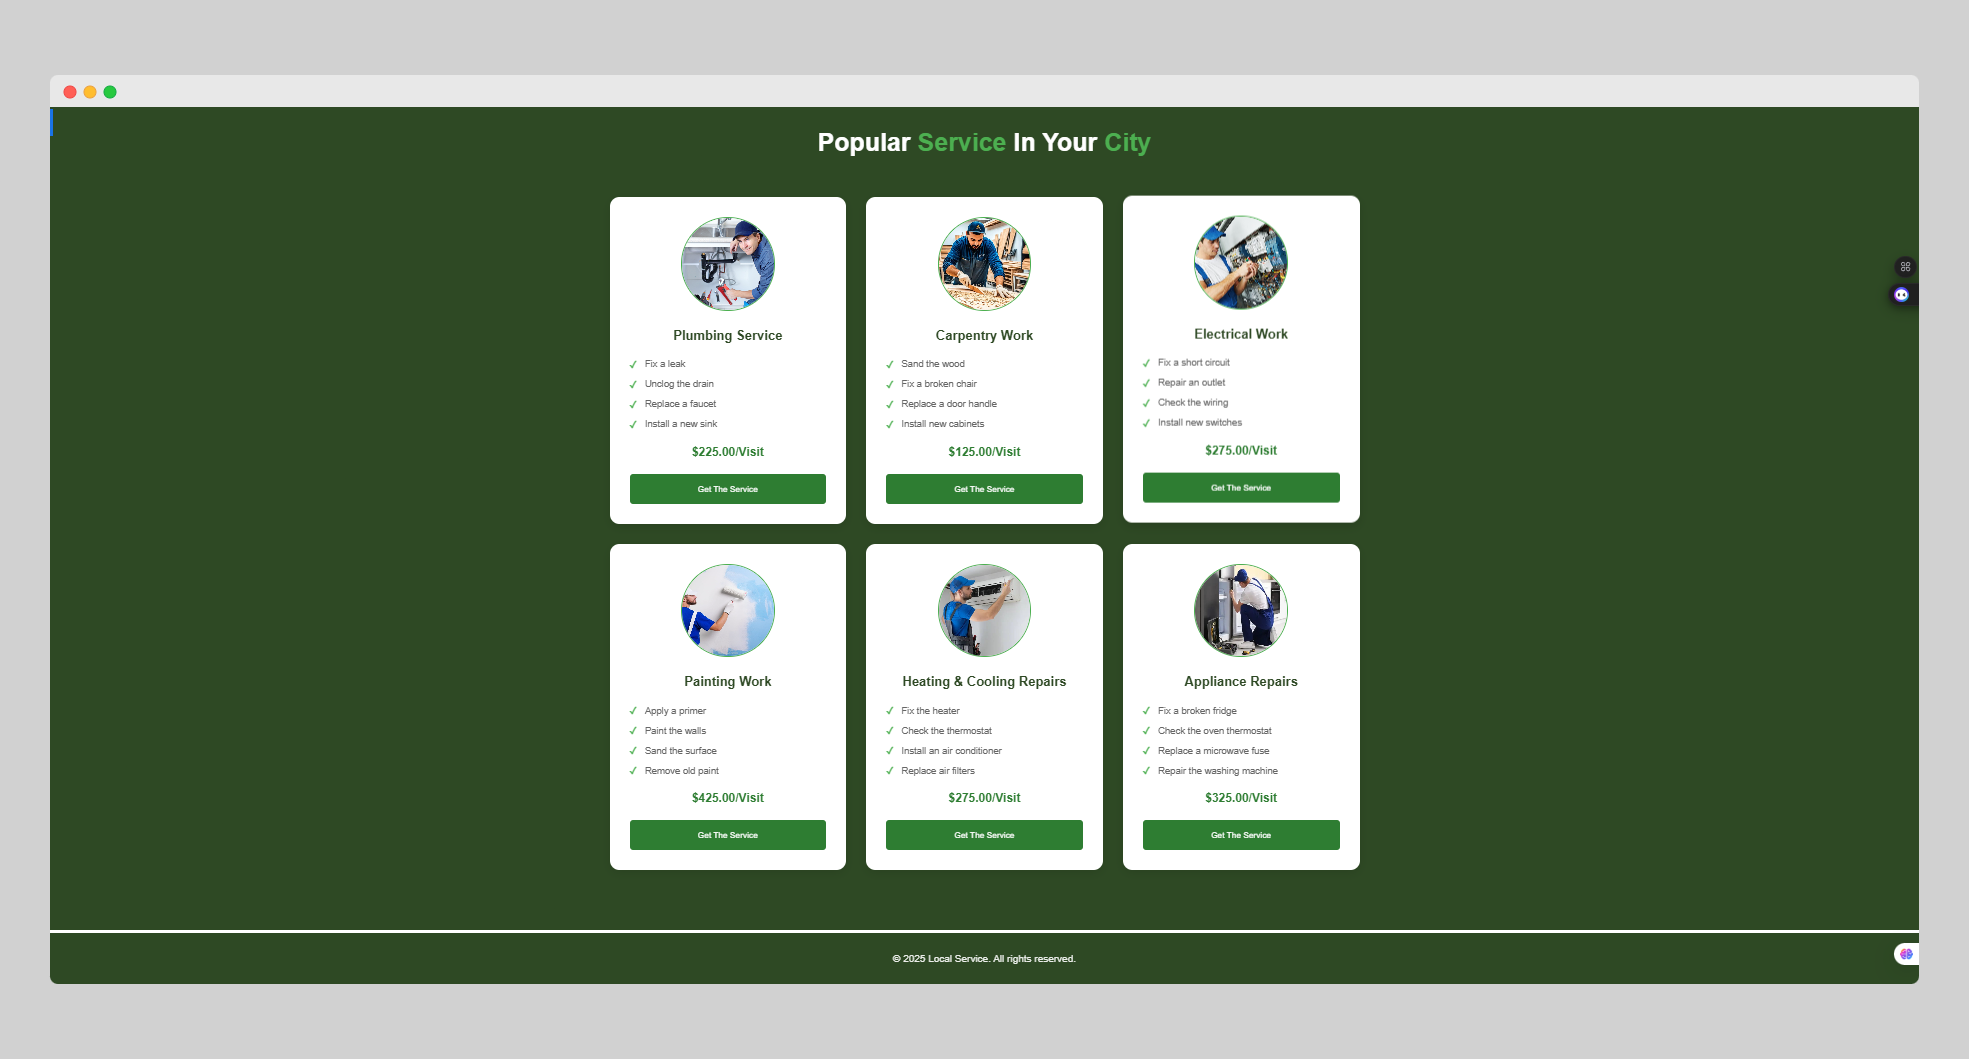 Popular Service In Your City
Plumbing Service
Fix a leak
Unclog the drain
Replace a faucet
Install a new sink
$225.00/Visit
Get The Service
Carpentry Work
Sand the wood
Fix a broken chair
Replace a door handle
Install new cabinets
$125.00/Visit
Get The Service
Electrical Work
Fix a short circuit
Repair an outlet
Check the wiring
Install new switches
$275.00/Visit
Get The Service
Painting Work
Apply a primer
Paint the walls
Sand the surface
Remove old paint
$425.00/Visit
Get The Service
Heating & Cooling Repairs
Fix the heater
Check the thermostat
Install an air conditioner
Replace air filters
$275.00/Visit
Get The Service
Appliance Repairs
Fix a broken fridge
Check the oven thermostat
Replace a microwave fuse
Repair the washing machine
$325.00/Visit
Get The Service
© 2025 Local Service. All rights reserved.